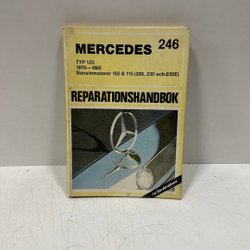 MERCEDES 246
TYP 123
1976—1985
Bensinmotorer 102 & 115 (200, 230 och 230E)
REPARATIONSHANDBOK